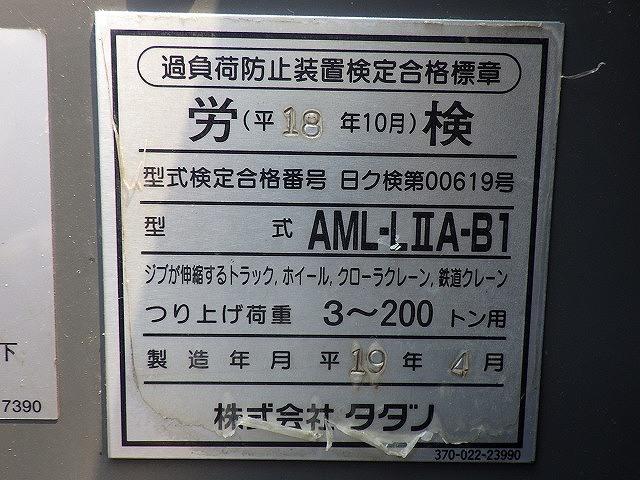 過負荷防止装置検定合格標章
労(平 18 年10月)検
型式検定合格番号 日ク検第00619号
型 式 AML-LⅡA-B1
ジブが伸縮するトラック, ホイール, クローラクレーン, 鉄道クレーン
つり上げ荷重 3〜200 トン用
製造年月 平 19 年 4 月
株式会社 タダノ
370-022-23990
下
7390